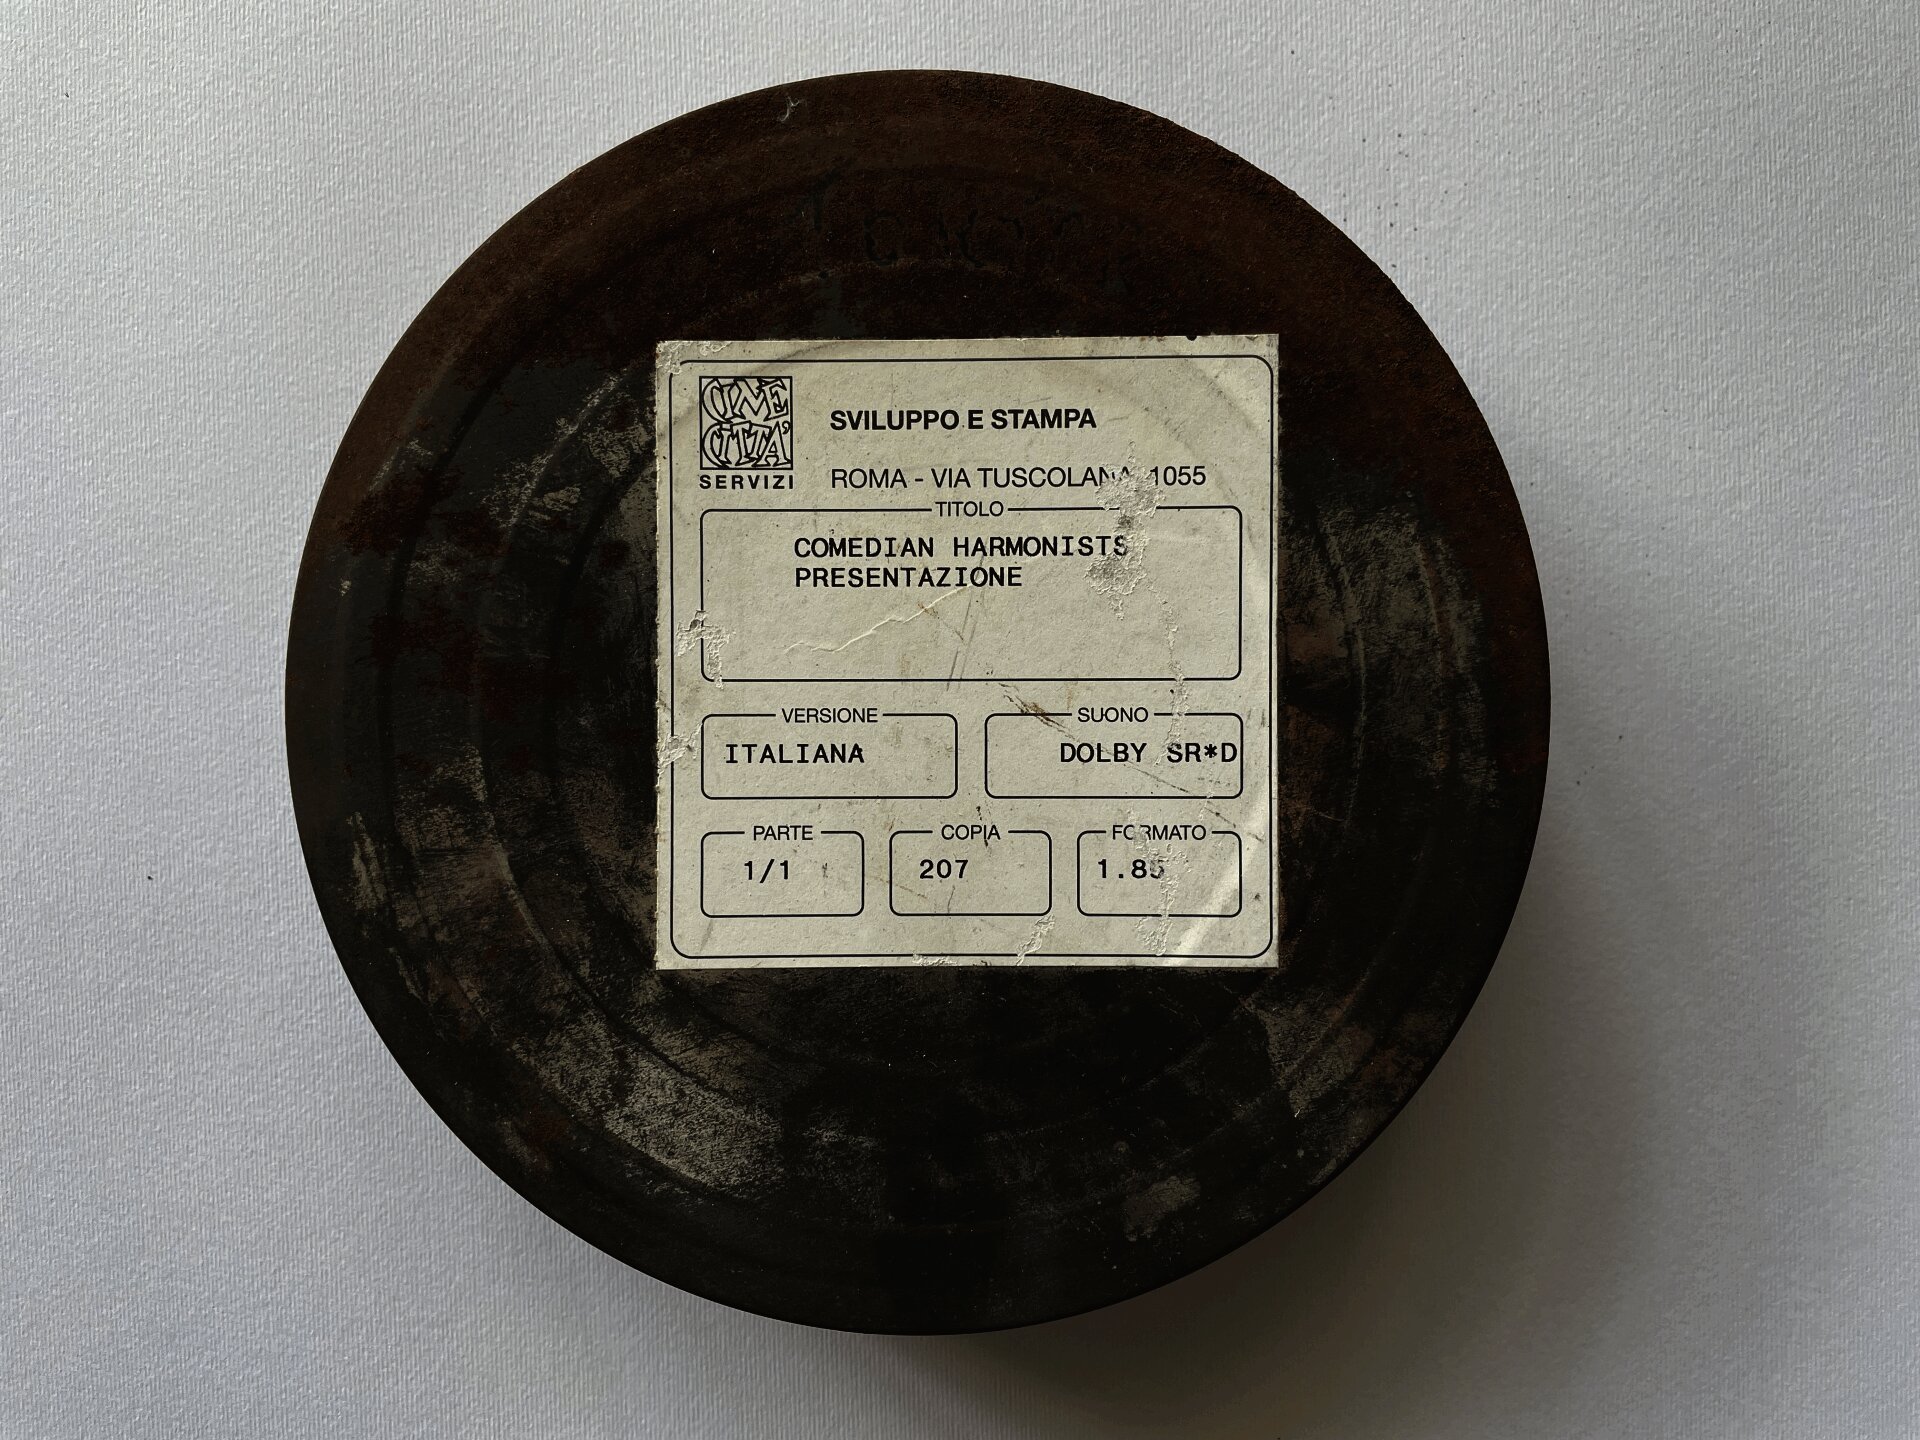 CINE
CITTA'
SERVIZI
SVILUPPO E STAMPA
ROMA - VIA TUSCOLANA, 1055
TITOLO
COMEDIAN HARMONISTS
PRESENTAZIONE
VERSIONE
ITALIANA
SUONO
DOLBY SR*D
PARTE
1/1
COPIA
207
FORMATO
1.85